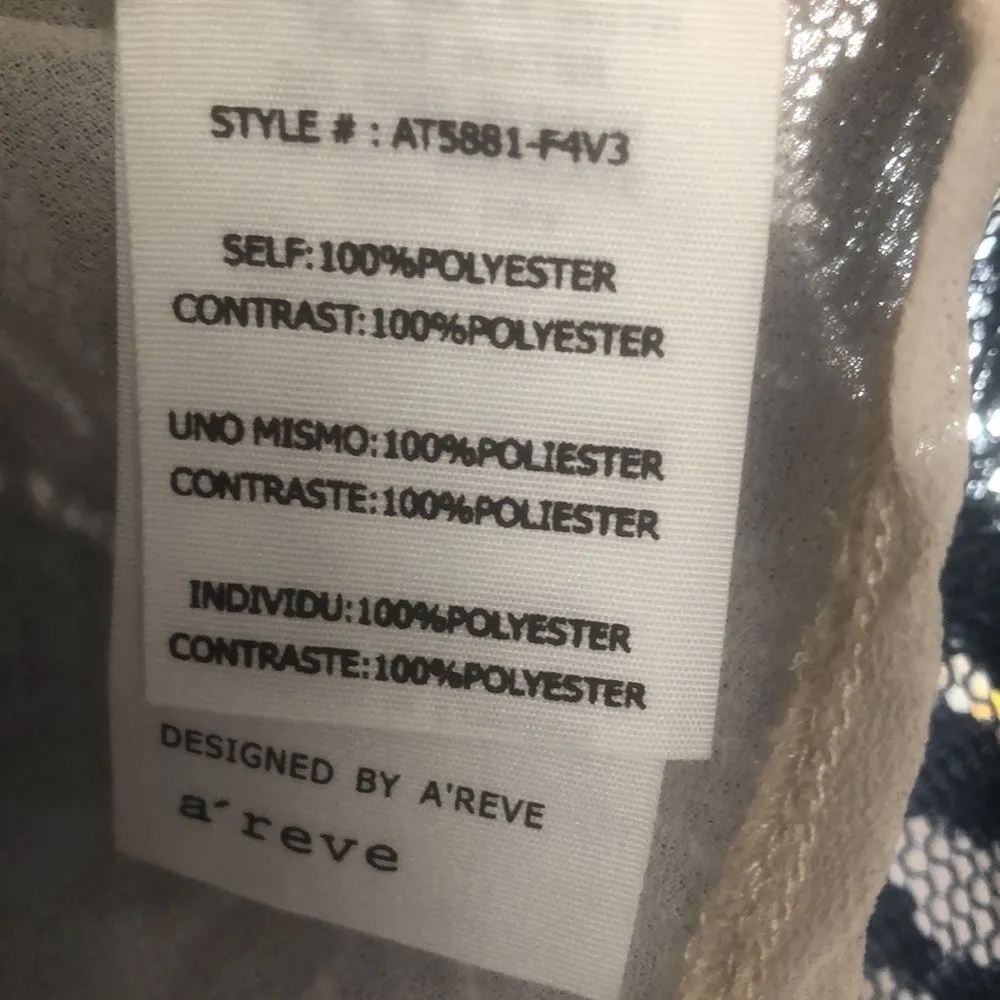 STYLE # : AT5881-F4V3
SELF:100%POLYESTER
CONTRAST:100%POLYESTER
UNO MISMO:100%POLIESTER
CONTRASTE:100%POLIESTER
INDIVIDU:100%POLYESTER
CONTRASTE:100%POLYESTER
DESIGNED BY A'REVE
a´reve